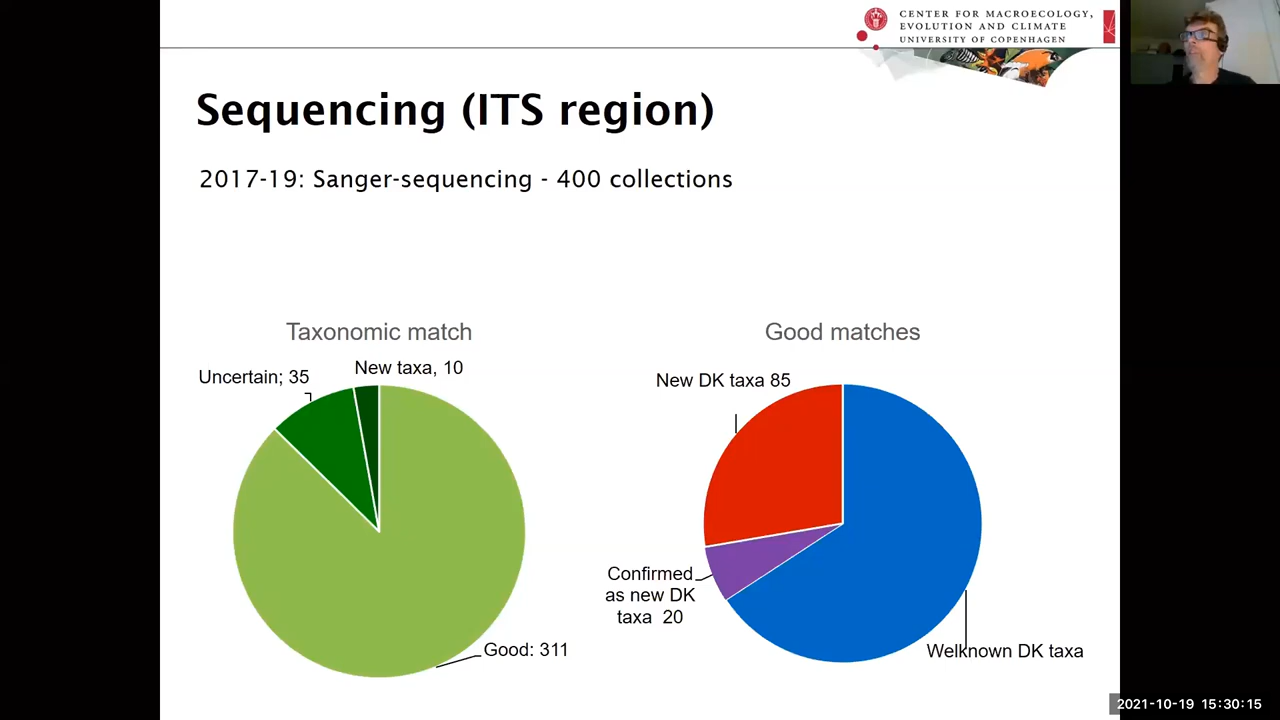 CENTER FOR MACROECOLOGY,
EVOLUTION AND CLIMATE
UNIVERSITY OF COPENHAGEN
Sequencing (ITS region)
2017-19: Sanger-sequencing - 400 collections
Taxonomic match
Uncertain; 35
New taxa, 10
Good: 311
Good matches
New DK taxa 85
Confirmed
as new DK
taxa 20
Welknown DK taxa
2021-10-19 15:30:15